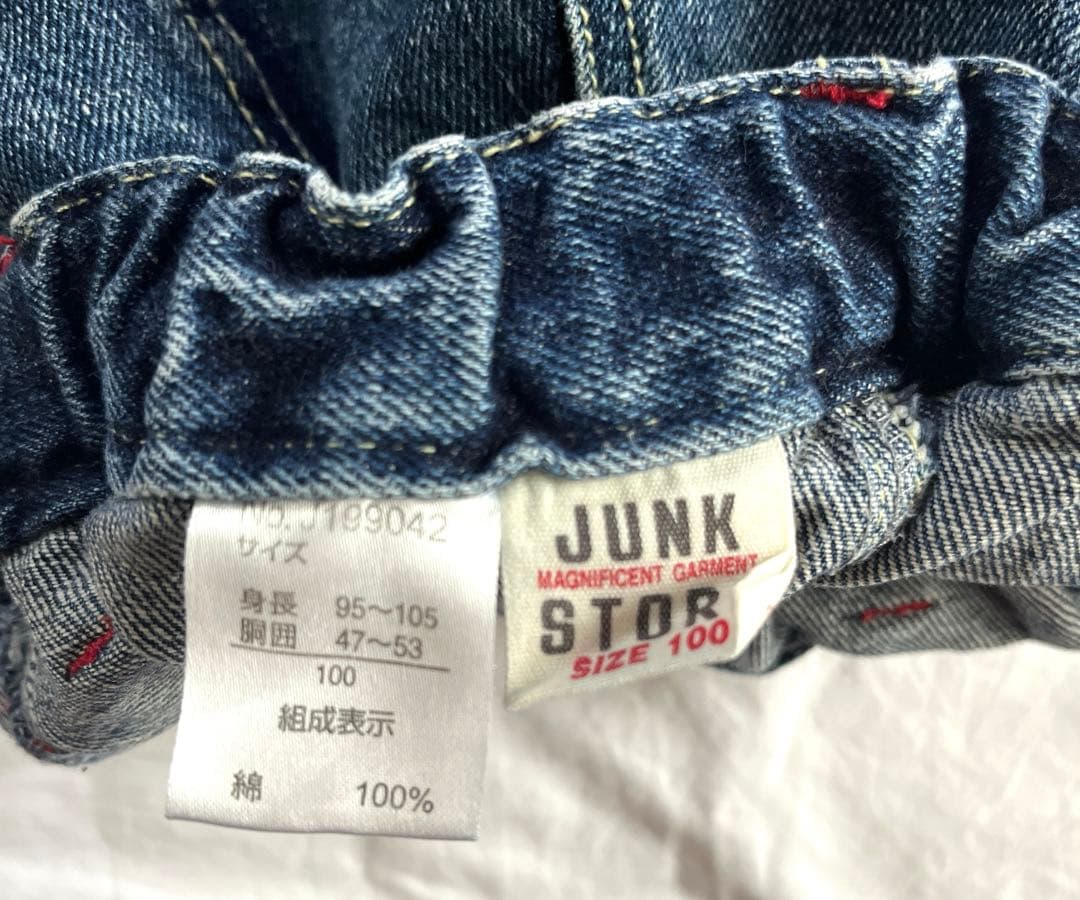 No. J199042
サイズ
身長 95〜105
胴囲 47〜53
100
組成表示
綿 100%
JUNK
MAGNIFICENT GARMENT
STOR
SIZE 100